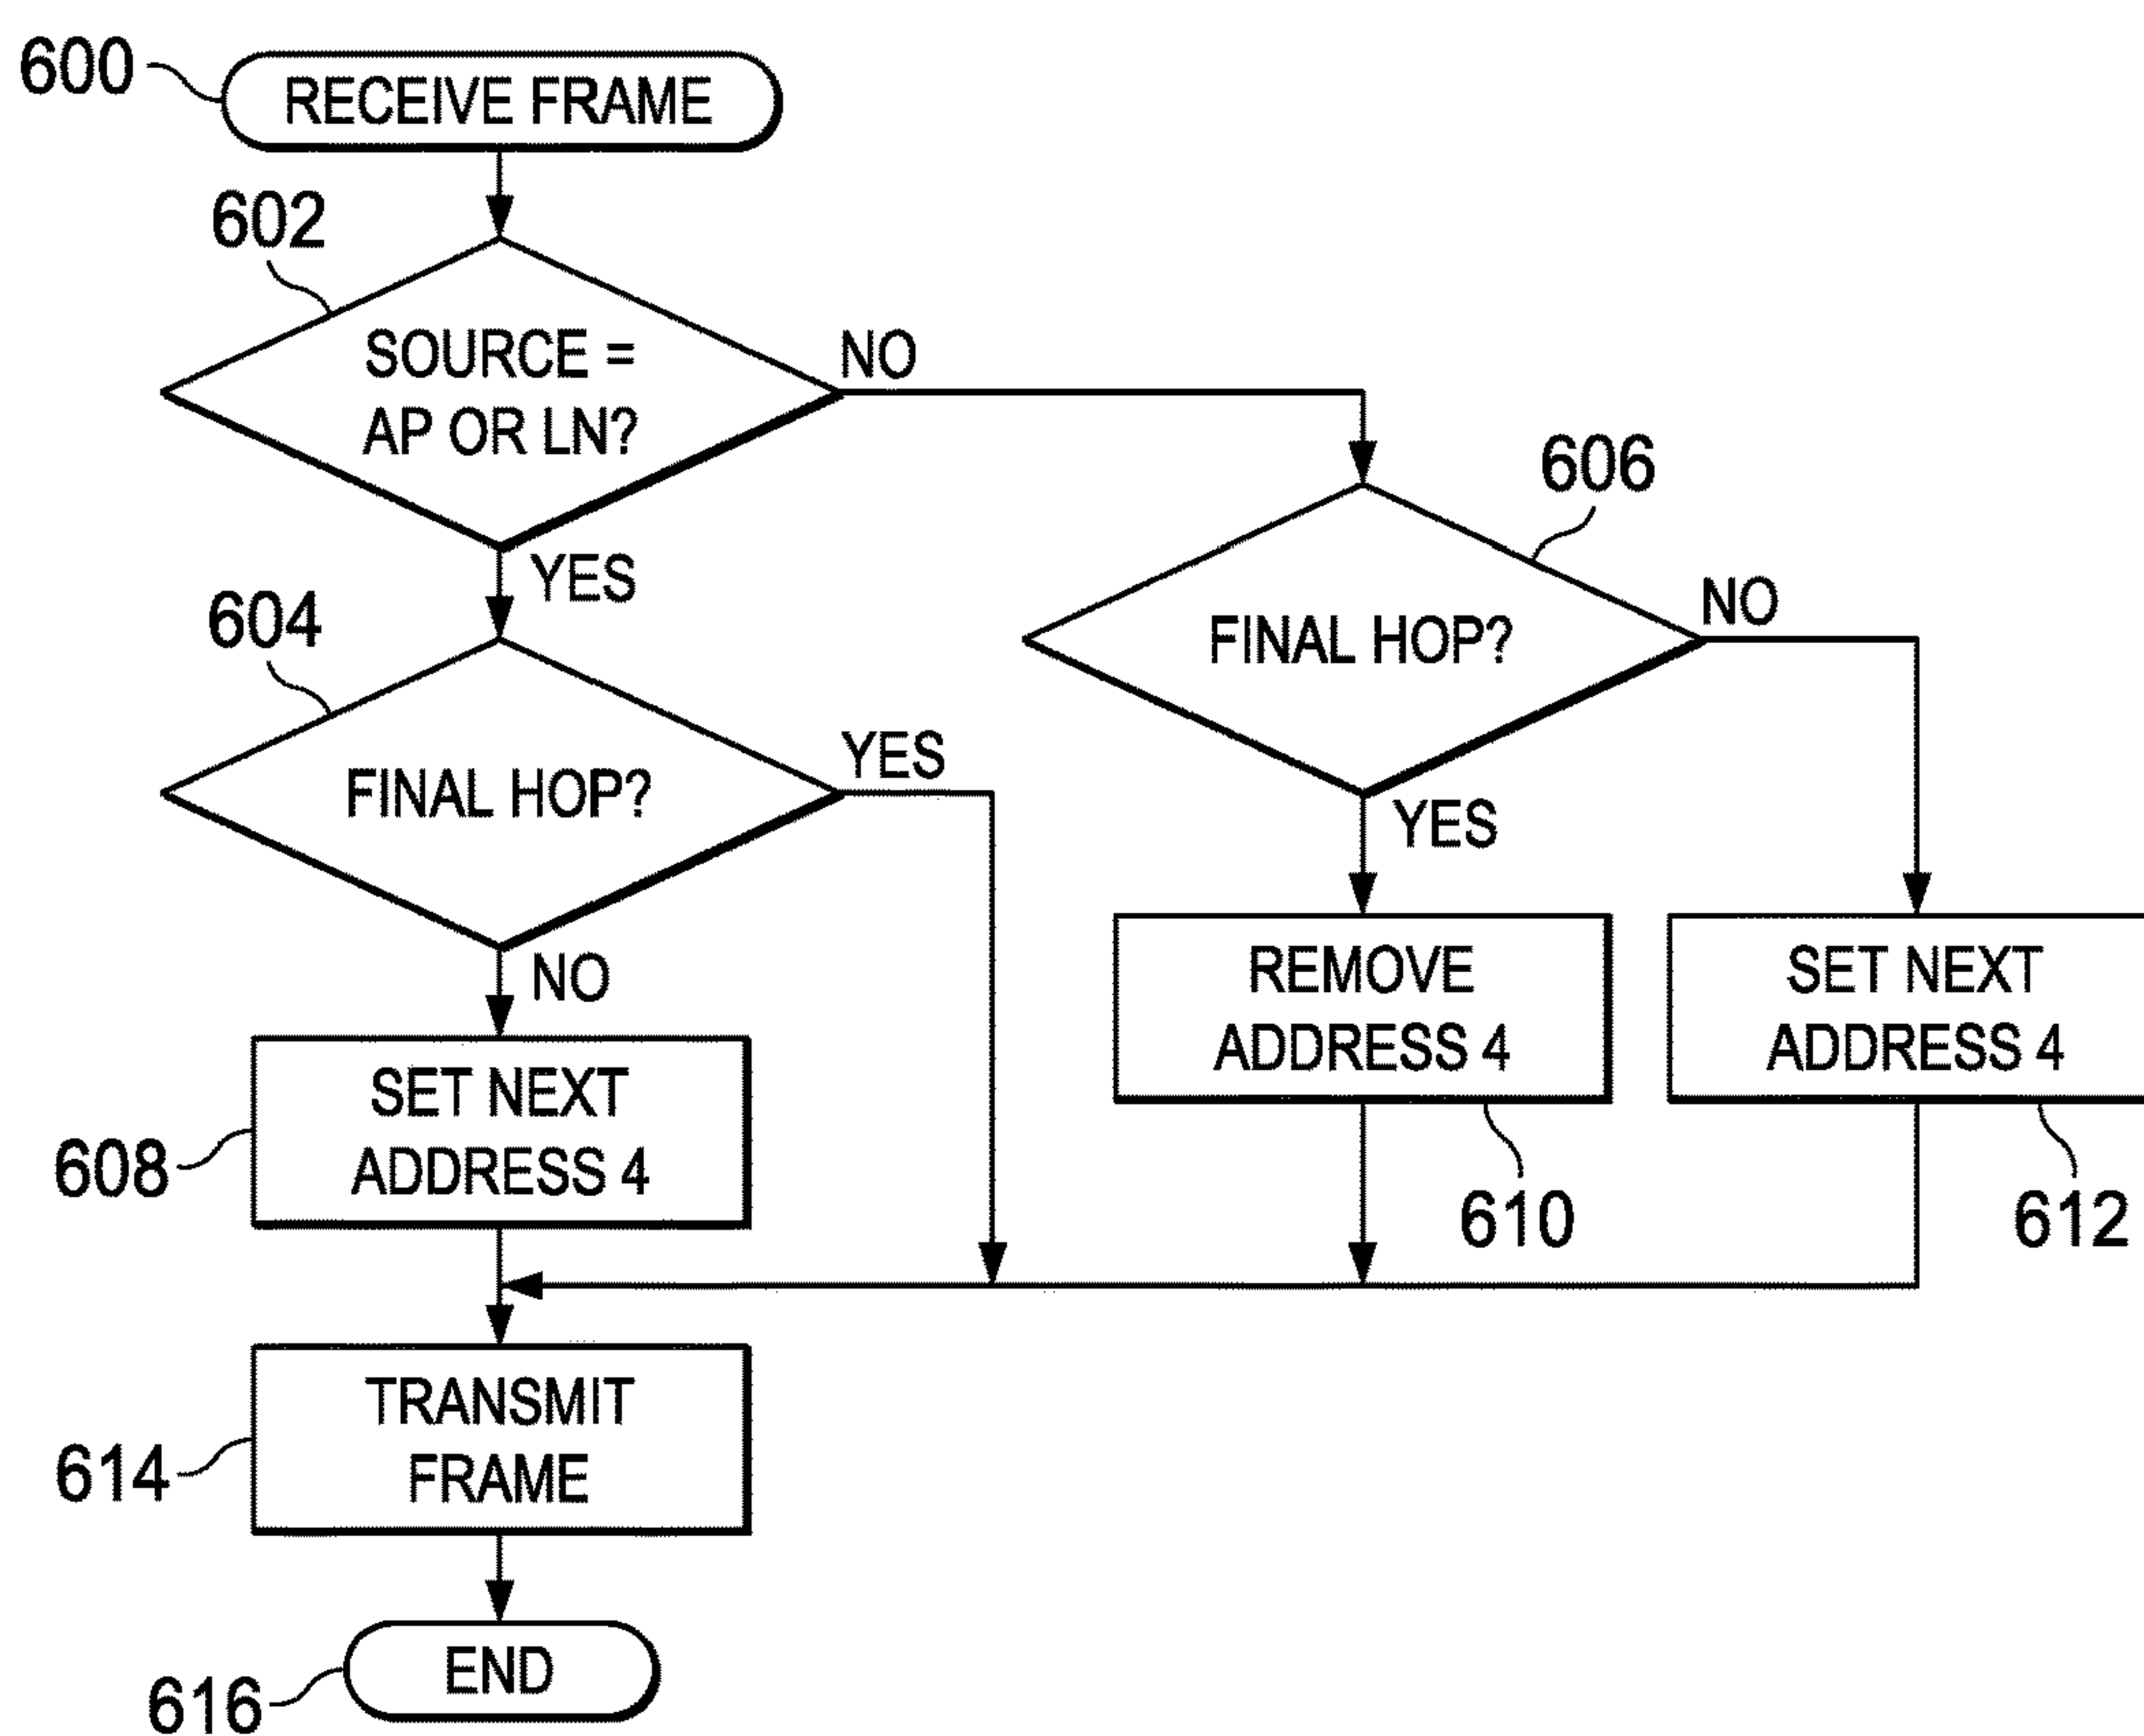 600
RECEIVE FRAME
602
SOURCE =
AP OR LN?
NO
YES
606
FINAL HOP?
NO
YES
604
FINAL HOP?
YES
NO
REMOVE
ADDRESS 4
610
SET NEXT
ADDRESS 4
612
SET NEXT
ADDRESS 4
608
TRANSMIT
FRAME
614
END
616